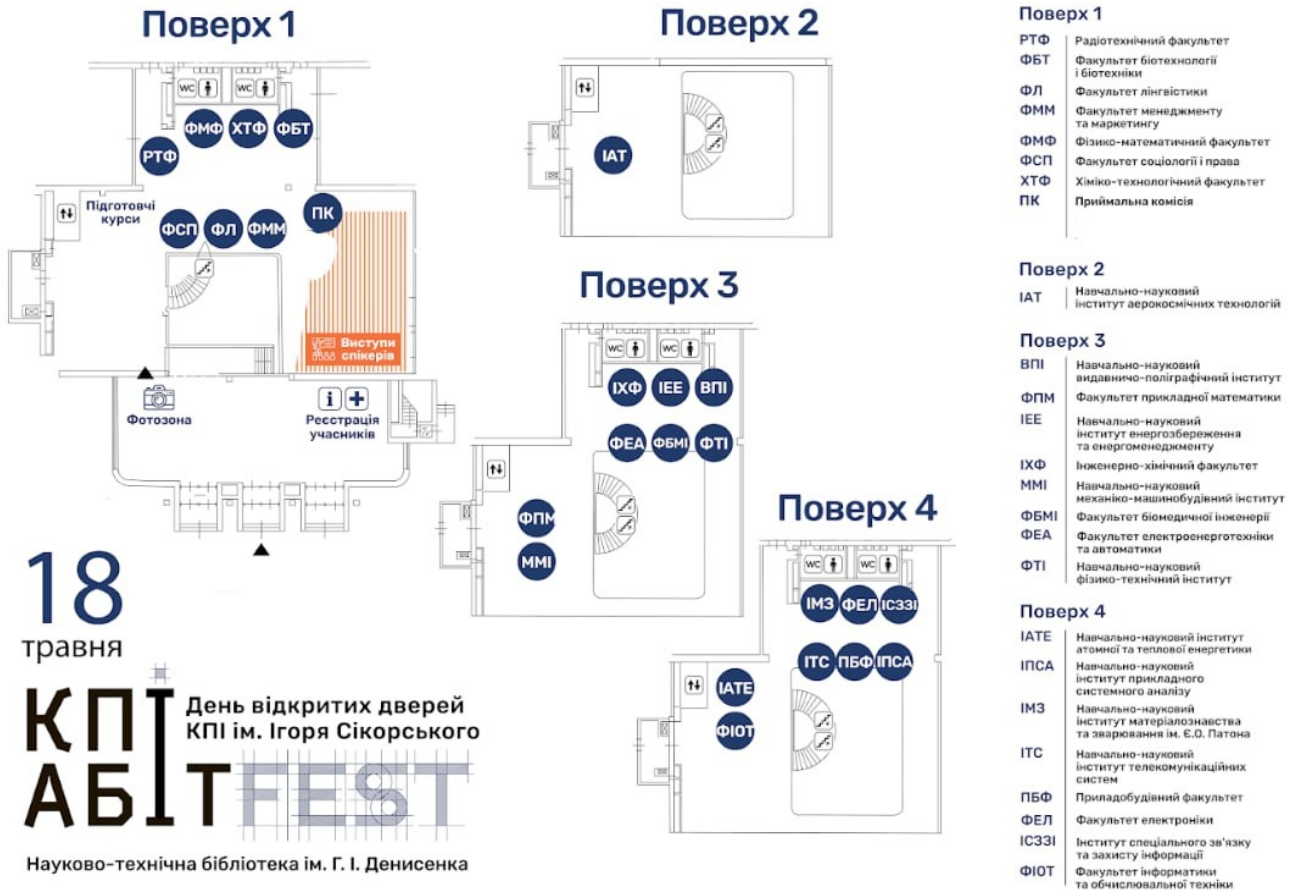 Поверх 1
WC
WC
ФМФ
ХТФ
ФБТ
РТФ
Підготовчі
курси
ПК
ФСП
ФЛ
ФММ
Виступи
спікерів
Фотозона
i
Реєстрація
учасників
Поверх 2
ІАТ
Поверх 3
WC
WC
ІХФ
ІЕЕ
ВПІ
ФЕА
ФБМІ
ФТІ
ФПМ
ММІ
Поверх 4
WC
WC
ІМЗ
ФЕЛ
ІСЗЗІ
ІТС
ПБФ
ІПСА
ІАТЕ
ФІОТ
18
травня
КПІ
АБІТ FEST
День відкритих дверей
КПІ ім. Ігоря Сікорського
Науково-технічна бібліотека ім. Г. І. Денисенка
Поверх 1
РТФ Радіотехнічний факультет
ФБТ Факультет біотехнології
і біотехніки
ФЛ Факультет лінгвістики
ФММ Факультет менеджменту
та маркетингу
ФМФ Фізико-математичний факультет
ФСП Факультет соціології і права
ХТФ Хіміко-технологічний факультет
ПК Приймальна комісія
Поверх 2
ІАТ Навчально-науковий
інститут аерокосмічних технологій
Поверх 3
ВПІ Навчально-науковий
видавничо-поліграфічний інститут
ФПМ Факультет прикладної математики
ІЕЕ Навчально-науковий
інститут енергозбереження
та енергоменеджменту
ІХФ Інженерно-хімічний факультет
ММІ Навчально-науковий
механіко-машинобудівний інститут
ФБМІ Факультет біомедичної інженерії
ФЕА Факультет електроенерготехніки
та автоматики
ФТІ Навчально-науковий
фізико-технічний інститут
Поверх 4
ІАТЕ Навчально-науковий інститут
атомної та теплової енергетики
ІПСА Навчально-науковий
інститут прикладного
системного аналізу
ІМЗ Навчально-науковий
інститут матеріалознавства
та зварювання ім. Є.О. Патона
ІТС Навчально-науковий
інститут телекомунікаційних
систем
ПБФ Приладобудівний факультет
ФЕЛ Факультет електроніки
ІСЗЗІ Інститут спеціального зв'язку
та захисту інформації
ФІОТ Факультет інформатики
та обчислювальної техніки